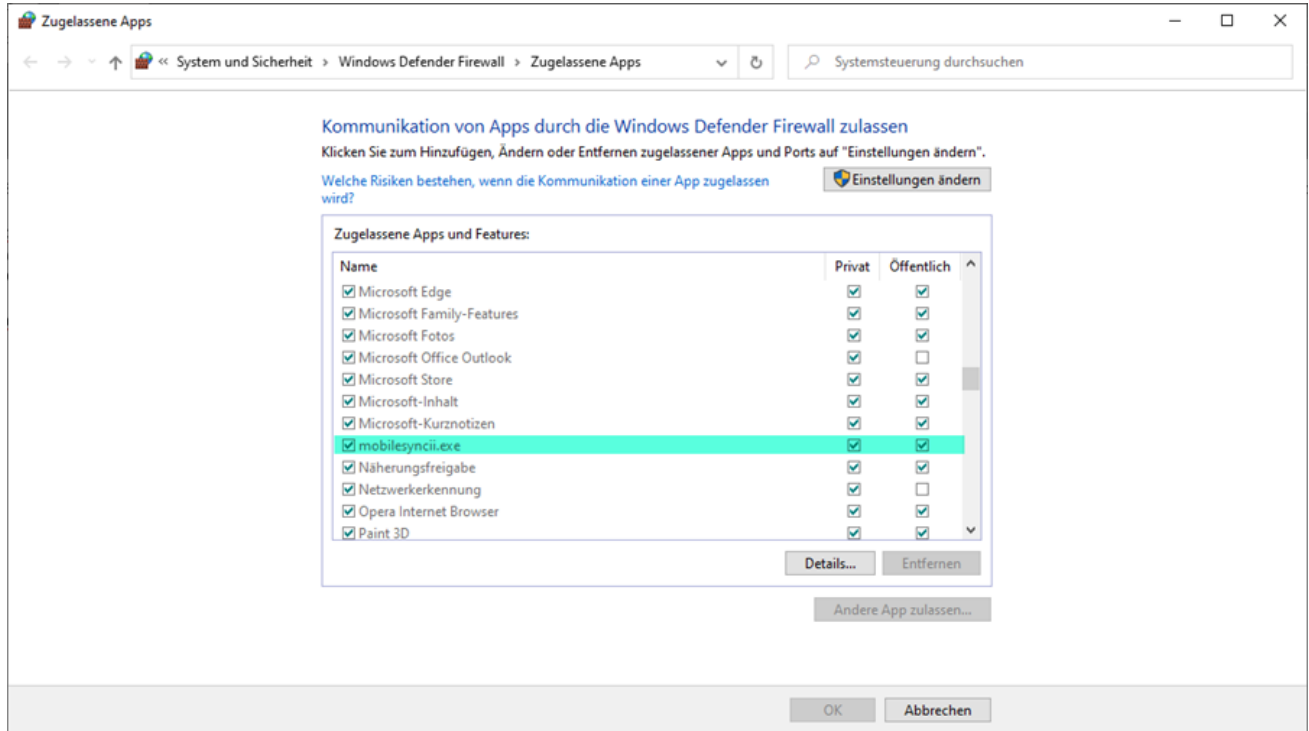 Zugelassene Apps
« System und Sicherheit › Windows Defender Firewall › Zugelassene Apps
Systemsteuerung durchsuchen
Kommunikation von Apps durch die Windows Defender Firewall zulassen
Klicken Sie zum Hinzufügen, Ändern oder Entfernen zugelassener Apps und Ports auf "Einstellungen ändern".
Welche Risiken bestehen, wenn die Kommunikation einer App zugelassen
wird?
Einstellungen ändern
Zugelassene Apps und Features:
Name Privat Öffentlich
Microsoft Edge
Microsoft Family-Features
Microsoft Fotos
Microsoft Office Outlook
Microsoft Store
Microsoft-Inhalt
Microsoft-Kurznotizen
mobilesyncii.exe
Näherungsfreigabe
Netzwerkerkennung
Opera Internet Browser
Paint 3D
Details... Entfernen
Andere App zulassen...
OK Abbrechen